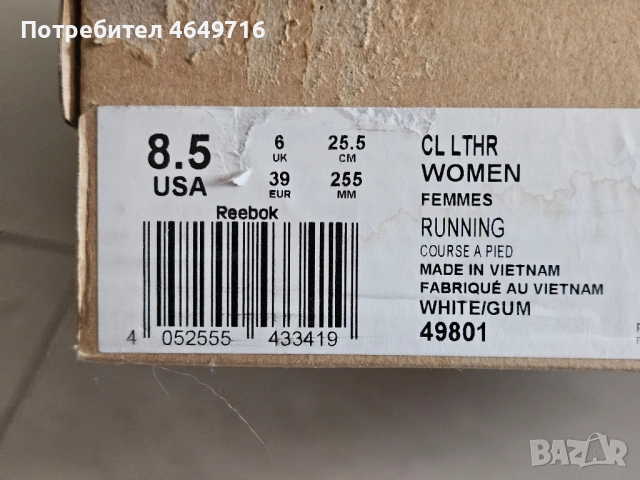 Потребител 4649716
8.5
USA
6
UK
25.5
CM
39
EUR
255
MM
Reebok
4 052555 433419
CL LTHR
WOMEN
FEMMES
RUNNING
COURSE A PIED
MADE IN VIETNAM
FABRIQUÉ AU VIETNAM
WHITE/GUM
49801
BAZAR